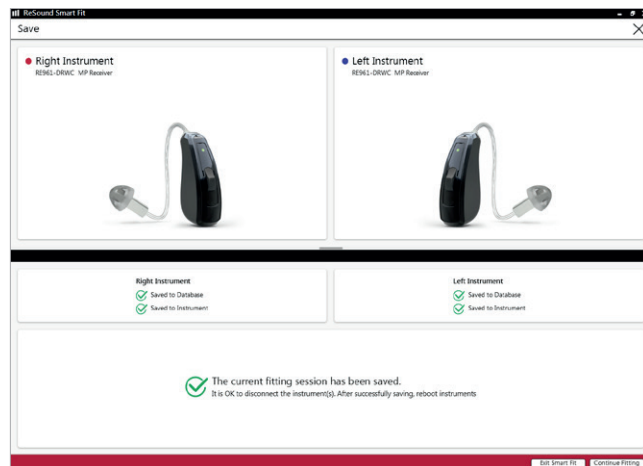 ReSound Smart Fit
Save
Right Instrument
RE961-DRWC MP Receiver
Left Instrument
RE961-DRWC MP Receiver
Right Instrument
Saved to Database
Saved to Instrument
Left Instrument
Saved to Database
Saved to Instrument
The current fitting session has been saved.
It is OK to disconnect the instrument(s). After successfully saving, reboot instruments
Exit Smart Fit
Continue Fitting